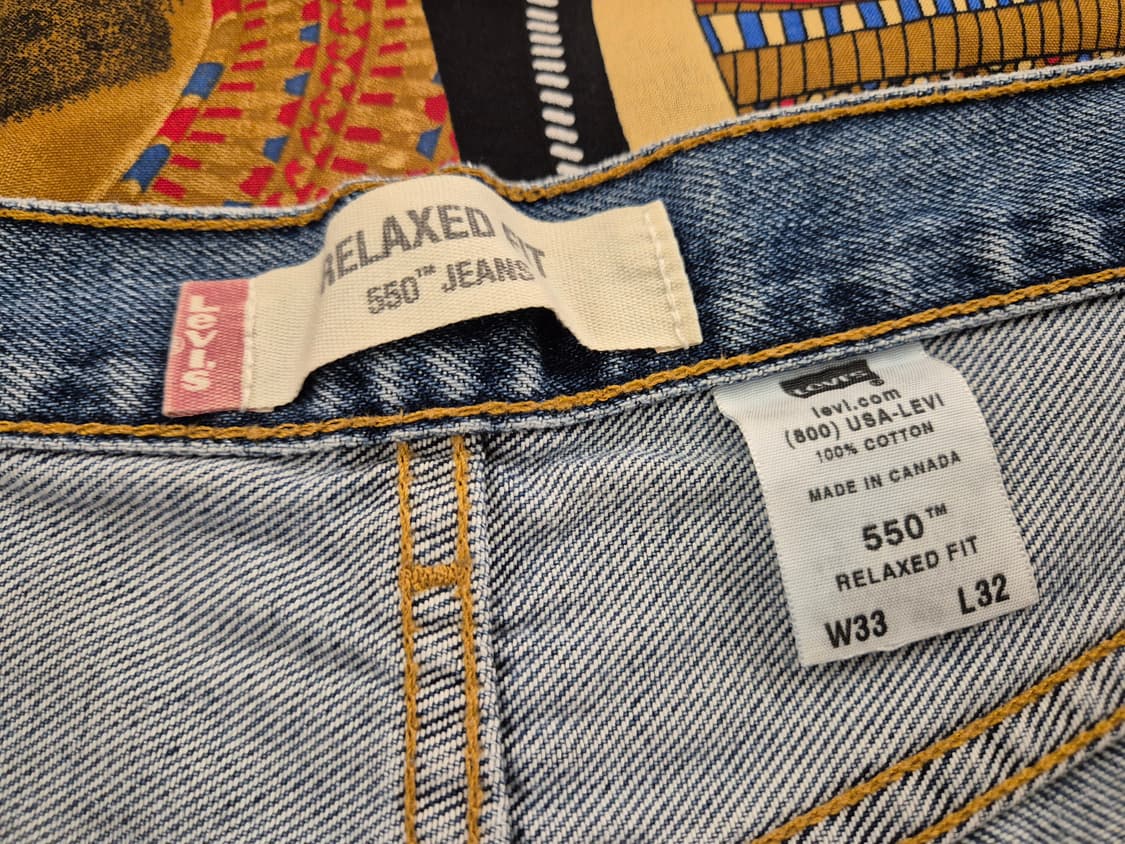 RELAXED FIT
550™ JEANS
LEVI'S
LEVI'S
levi.com
(800) USA-LEVI
100% COTTON
MADE IN CANADA
550™
RELAXED FIT
W33 L32